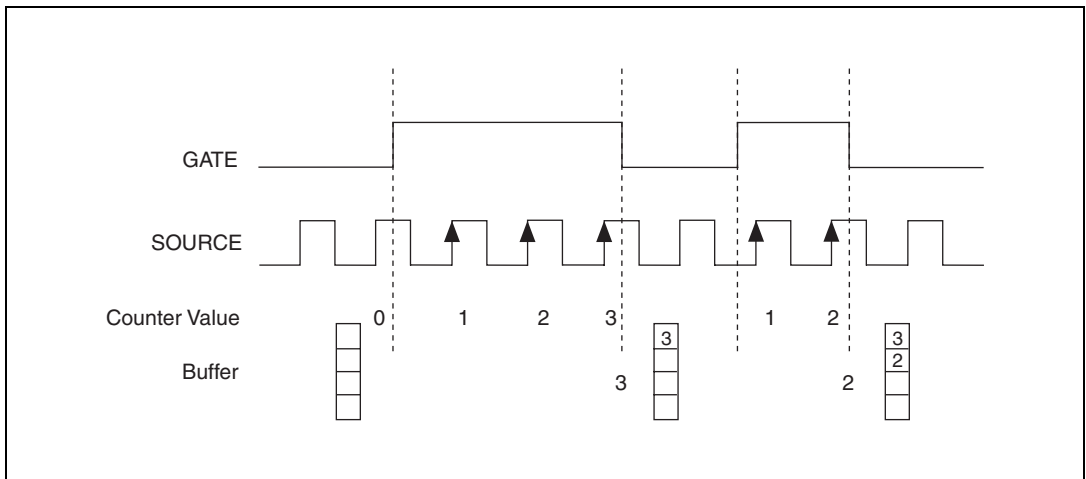 GATE
SOURCE
Counter Value 0 1 2 3 1 2
3 3
2
Buffer 3 2